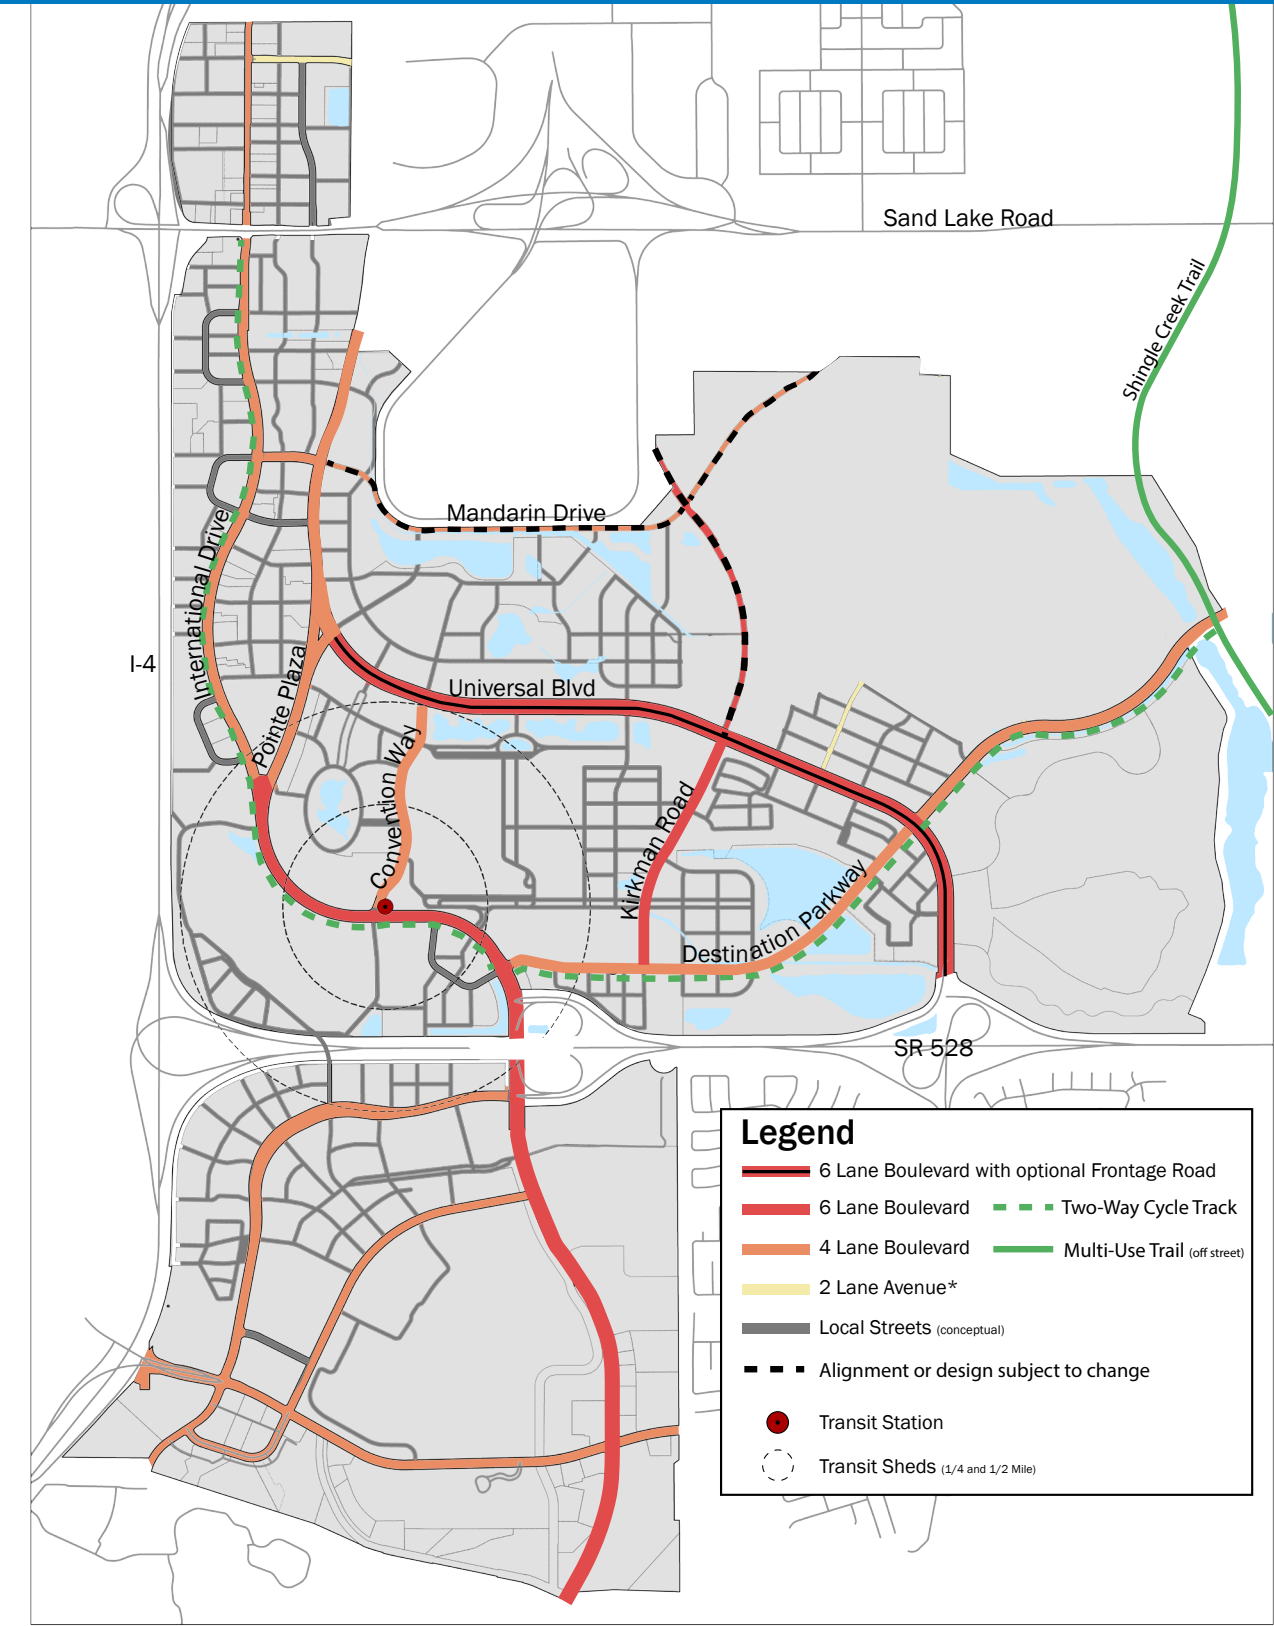 Sand Lake Road
Shingle Creek Trail
Mandarin Drive
International Drive
I-4
Pointe Plaza
Universal Blvd
Convention Way
Kirkman Road
Destination Parkway
SR 528
Legend
6 Lane Boulevard with optional Frontage Road
6 Lane Boulevard
Two-Way Cycle Track
4 Lane Boulevard
Multi-Use Trail (off street)
2 Lane Avenue*
Local Streets (conceptual)
Alignment or design subject to change
Transit Station
Transit Sheds (1/4 and 1/2 Mile)